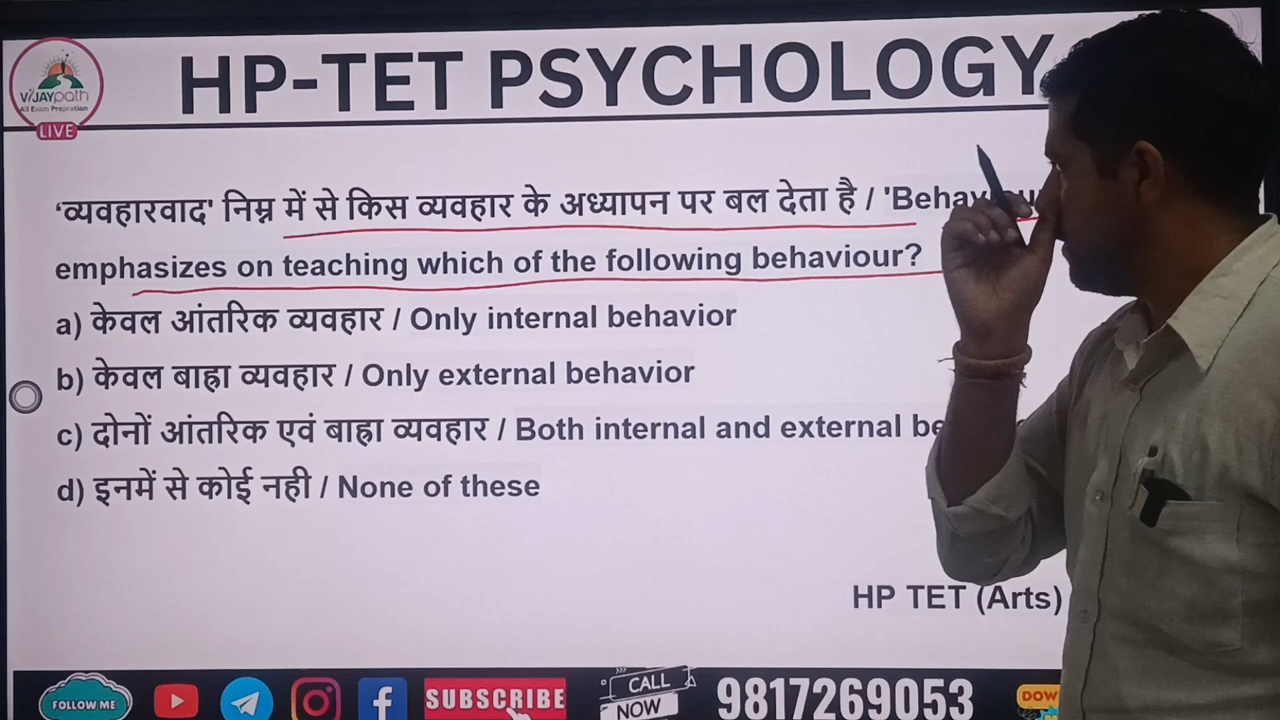 HP-TET PSYCHOLOGY
ViJAYpath
All Exam Prepration
LIVE
‘व्यवहारवाद' निम्न में से किस व्यवहार के अध्यापन पर बल देता है / 'Behaviou
emphasizes on teaching which of the following behaviour?
a) केवल आंतरिक व्यवहार / Only internal behavior
b) केवल बाह्रा व्यवहार / Only external behavior
c) दोनों आंतरिक एवं बाह्रा व्यवहार / Both internal and external be
d) इनमें से कोई नही / None of these
HP TET (Arts)
FOLLOW ME
SUBSCRIBE
CALL
NOW
9817269053
DOW